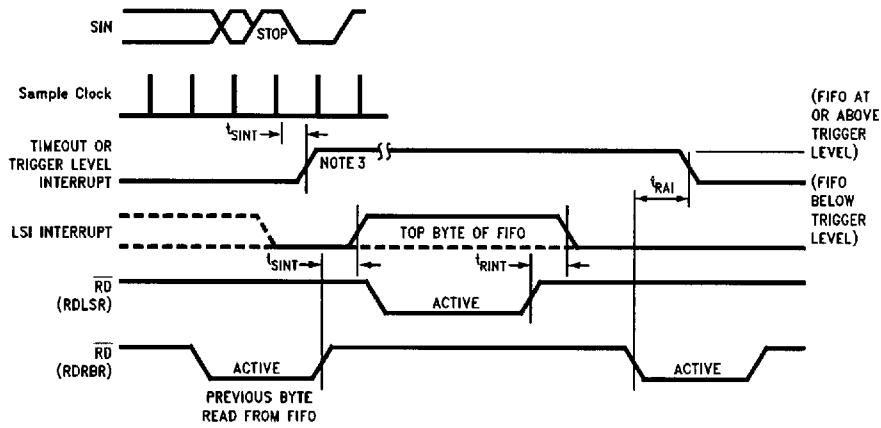 SIN
STOP
Sample Clock
tSINT
(FIFO AT
OR ABOVE
TRIGGER
LEVEL)
TIMEOUT OR
TRIGGER LEVEL
INTERRUPT
NOTE 3
tRAI
(FIFO
BELOW
TRIGGER
LEVEL)
LSI INTERRUPT
TOP BYTE OF FIFO
tSINT
tRINT
RD
(RDLSR)
ACTIVE
RD
(RDRBR)
ACTIVE
ACTIVE
PREVIOUS BYTE
READ FROM FIFO